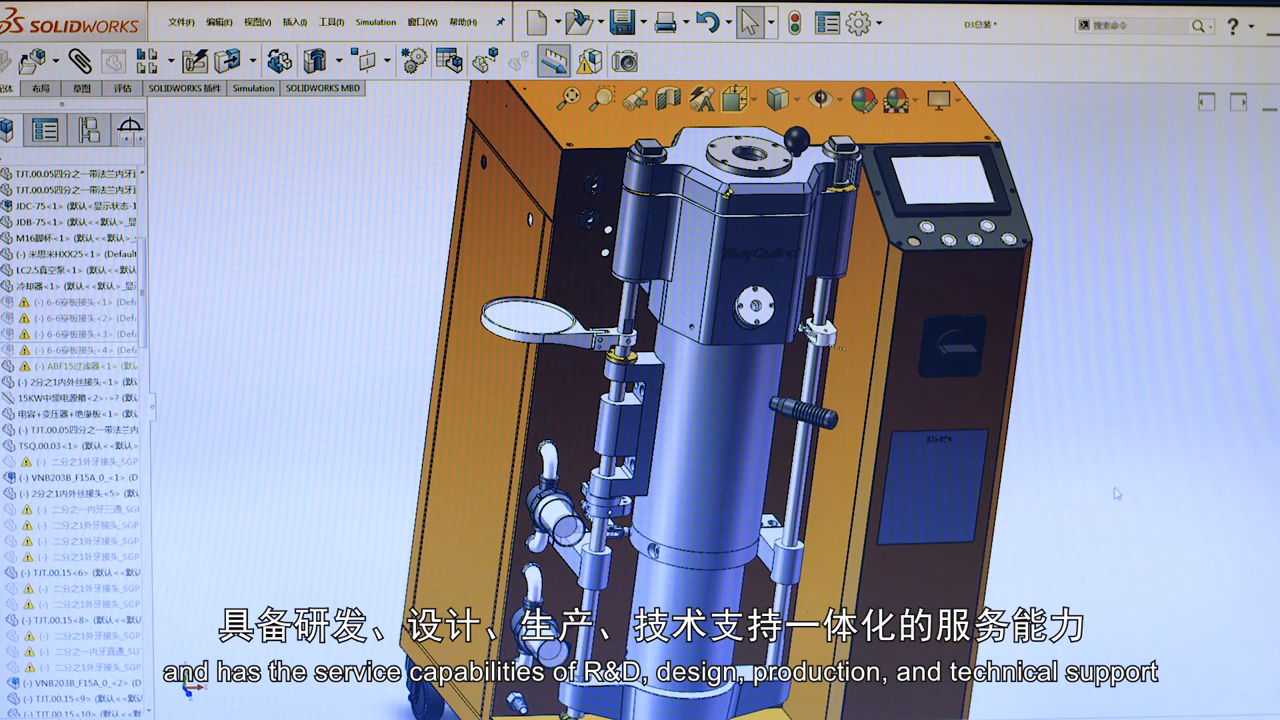 SOLIDWORKS
文件(F) 编辑(E) 视图(V) 插入(I) 工具(T) Simulation 窗口(W) 帮助(H)
D3总装 *
搜索命令
布局 草图 评估 SOLIDWORKS 插件 Simulation SOLIDWORKS MBD
TJT.00.05四分之一带法兰内牙
TJT.00.05四分之一带法兰内牙
JDC-75<1> (默认<显示状态-1
JDB-75<1> (默认<<默认>_显
M16脚杯<1> (默认<<默认>_
(-) 米思米HXX25<1> (Default
LC2.5真空泵<1> (默认<<默认
冷却器<1> (默认<<默认>_显
(-) 6-6穿板接头<1> (Defa
(-) 6-6穿板接头<2> (Defa
(-) 6-6穿板接头<3> (Defa
(-) 6-6穿板接头<4> (Defa
(-) ABF15过滤器<1> (默认
(-) 2分之1内外丝接头<1> (默认
15KW中频电源箱<2>->? (默认
电容+变压器+绝缘板<1> (默认
(-) TJT.00.05四分之一带法兰内
TSQ.00.03<1> (默认<<默认>
(-) 二分之1外牙接头_SGP
(-) VNB203B_F15A_0_<1> (D
(-) 2分之1内外丝接头<5> (默认
(-) 二分之一内牙三通_SGP
(-) 二分之1外牙接头_SGP
(-) 二分之1外牙接头_SGP
(-) 二分之1外牙接头_SGP
(-) TJT.00.15<6> (默认<<默认
(-) 二分之1外牙接头_SGP
(-) 二分之1外牙接头_SGP
(-) TJT.00.15<8> (默认<<默认
(-) 二分之1外牙接头_SGP
(-) 二分之一内牙直通_SU
(-) 二分之1外牙接头_SGP
(-) VNB203B_F15A_0_<2> (D
(-) TJT.00.15<9> (默认<<默认
(-) TJT.00.15<10> (默认<<默
具备研发、设计、生产、技术支持一体化的服务能力
and has the service capabilities of R&D, design, production, and technical support